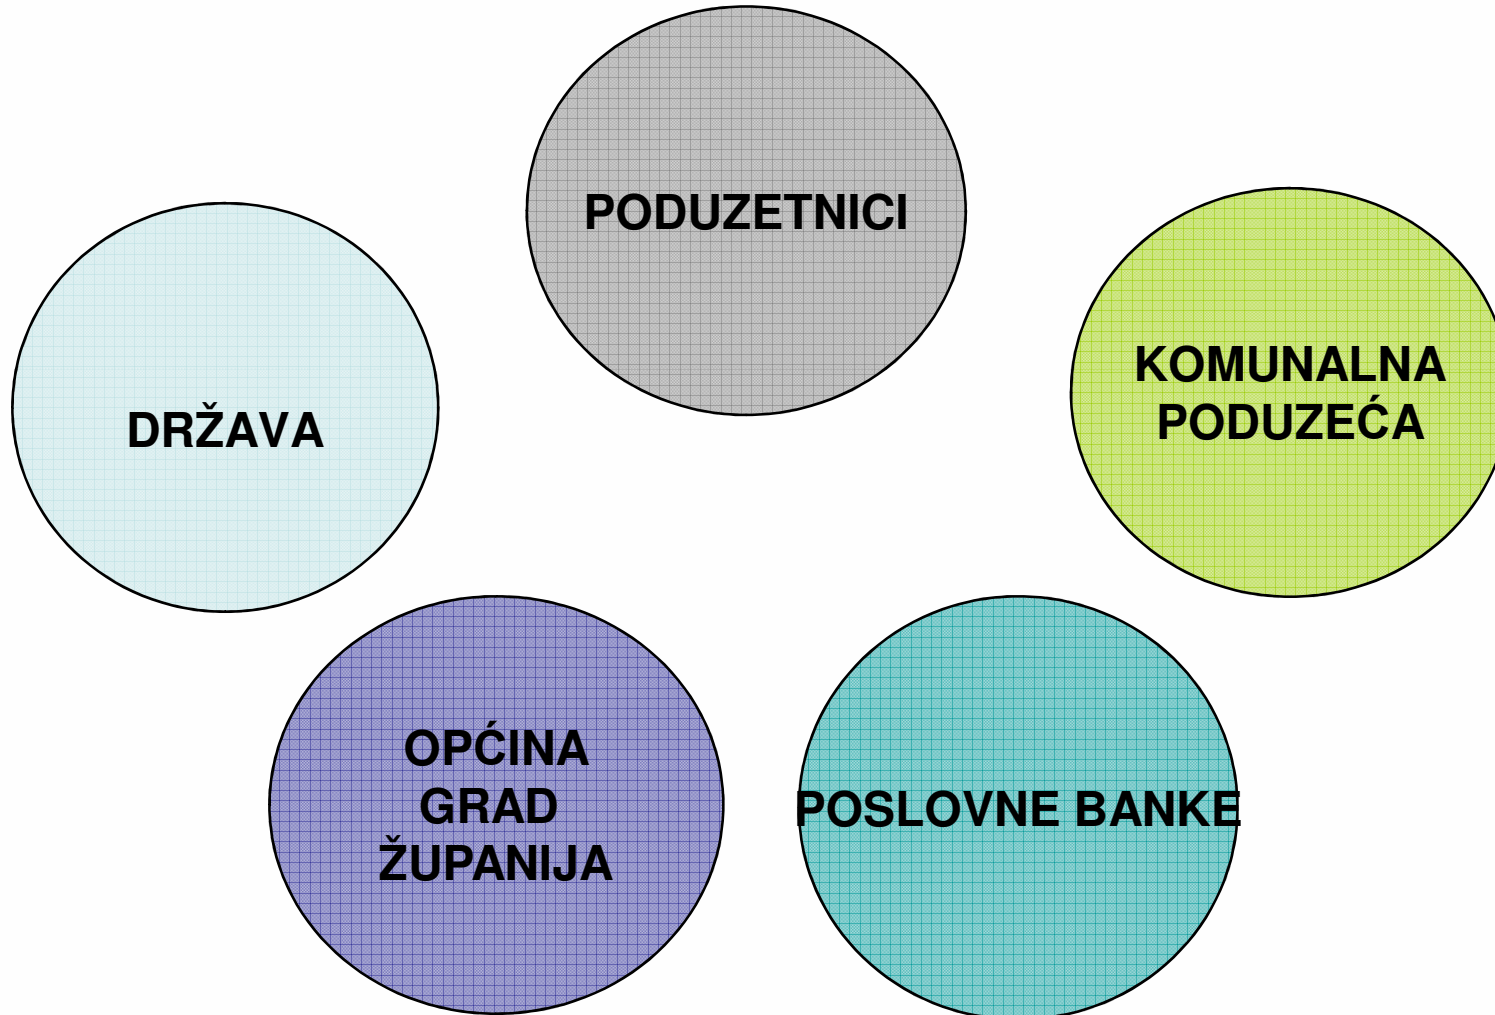 PODUZETNICI
DRŽAVA
KOMUNALNA
PODUZEĆA
OPĆINA
GRAD
ŽUPANIJA
POSLOVNE BANKE